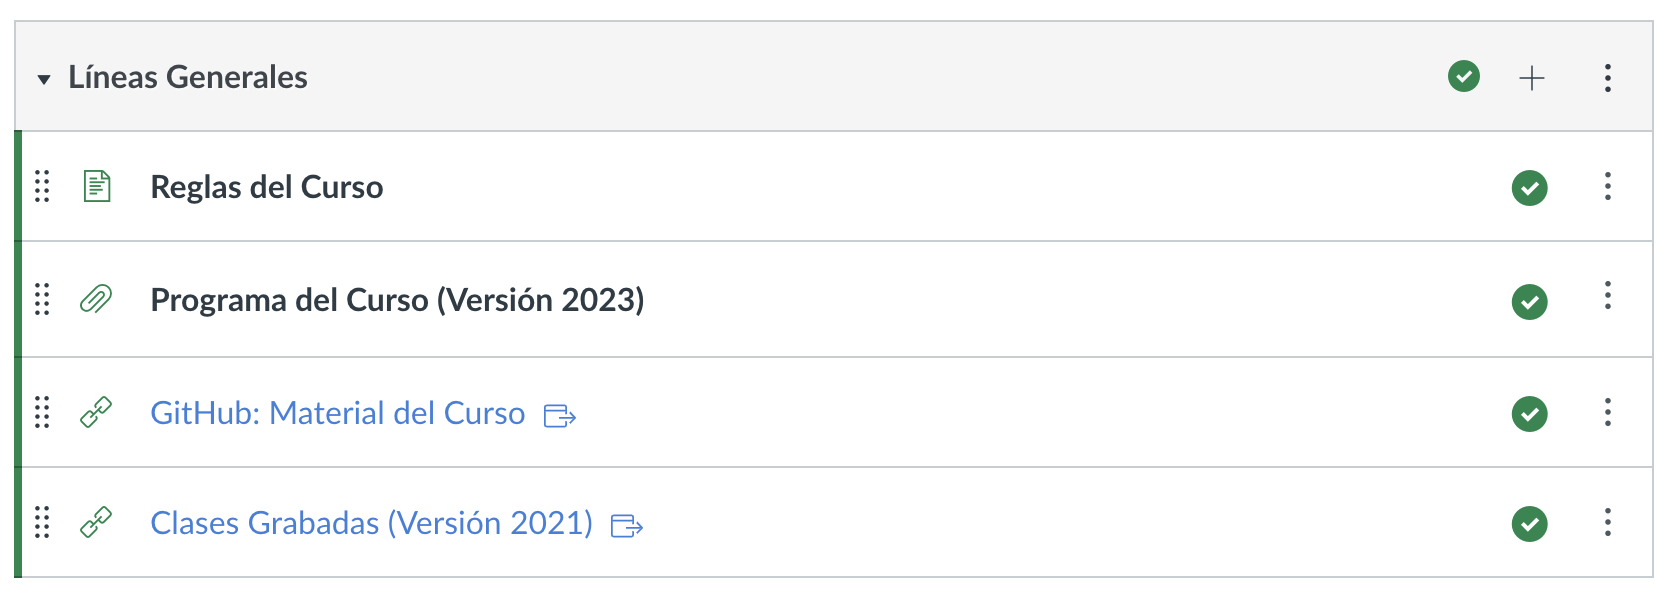 Líneas Generales
Reglas del Curso
Programa del Curso (Versión 2023)
GitHub: Material del Curso
Clases Grabadas (Versión 2021)